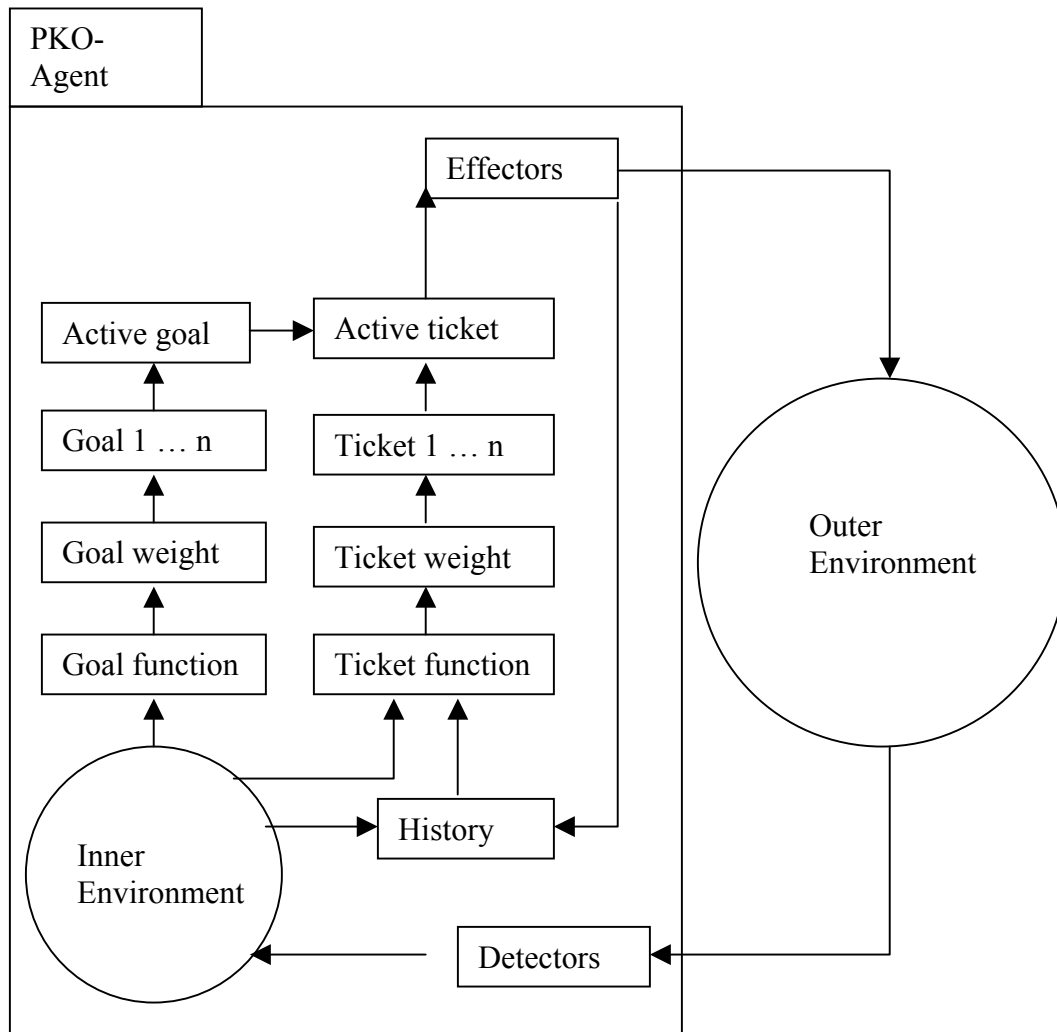 PKO-
Agent
Effectors
Active goal
Active ticket
Goal 1 … n
Ticket 1 … n
Goal weight
Ticket weight
Outer
Environment
Goal function
Ticket function
History
Inner
Environment
Detectors